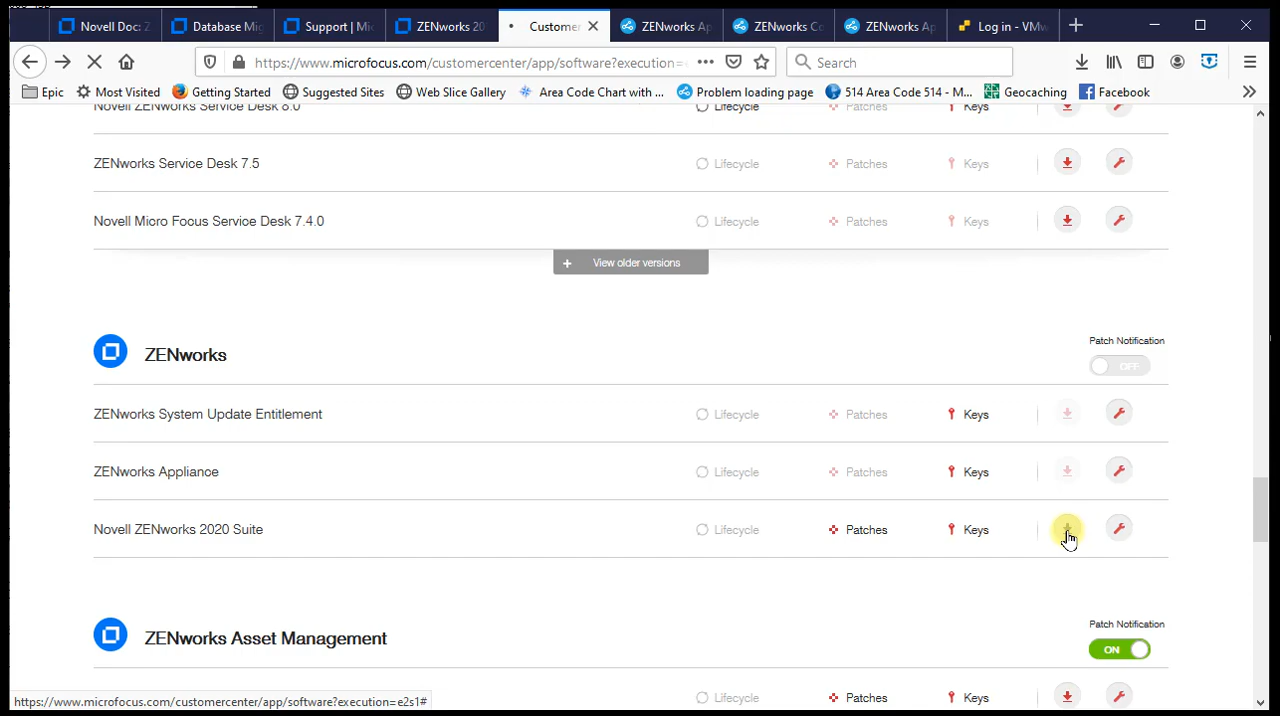 Novell Doc: Z
Database Mig
Support | Mi
ZENworks 20
Customer
ZENworks Ap
ZENworks Co
ZENworks Ap
Log in - VMw
https://www.microfocus.com/customercenter/app/software?execution=e
Search
Epic
Most Visited
Getting Started
Suggested Sites
Web Slice Gallery
Area Code Chart with ...
Problem loading page
514 Area Code 514 - M...
Geocaching
Facebook
Novell ZENworks Service Desk 8.0 Lifecycle Patches Keys
ZENworks Service Desk 7.5 Lifecycle Patches Keys
Novell Micro Focus Service Desk 7.4.0 Lifecycle Patches Keys
+ View older versions
Patch Notification
ZENworks
OFF
ZENworks System Update Entitlement Lifecycle Patches Keys
ZENworks Appliance Lifecycle Patches Keys
Novell ZENworks 2020 Suite Lifecycle Patches Keys
Patch Notification
ZENworks Asset Management
ON
Lifecycle Patches Keys
https://www.microfocus.com/customercenter/app/software?execution=e2s1#